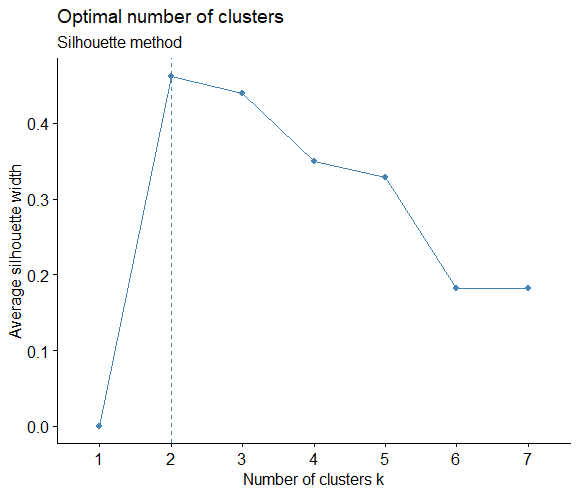 Optimal number of clusters
Silhouette method
Average silhouette width
0.4
0.3
0.2
0.1
0.0
1 2 3 4 5 6 7
Number of clusters k